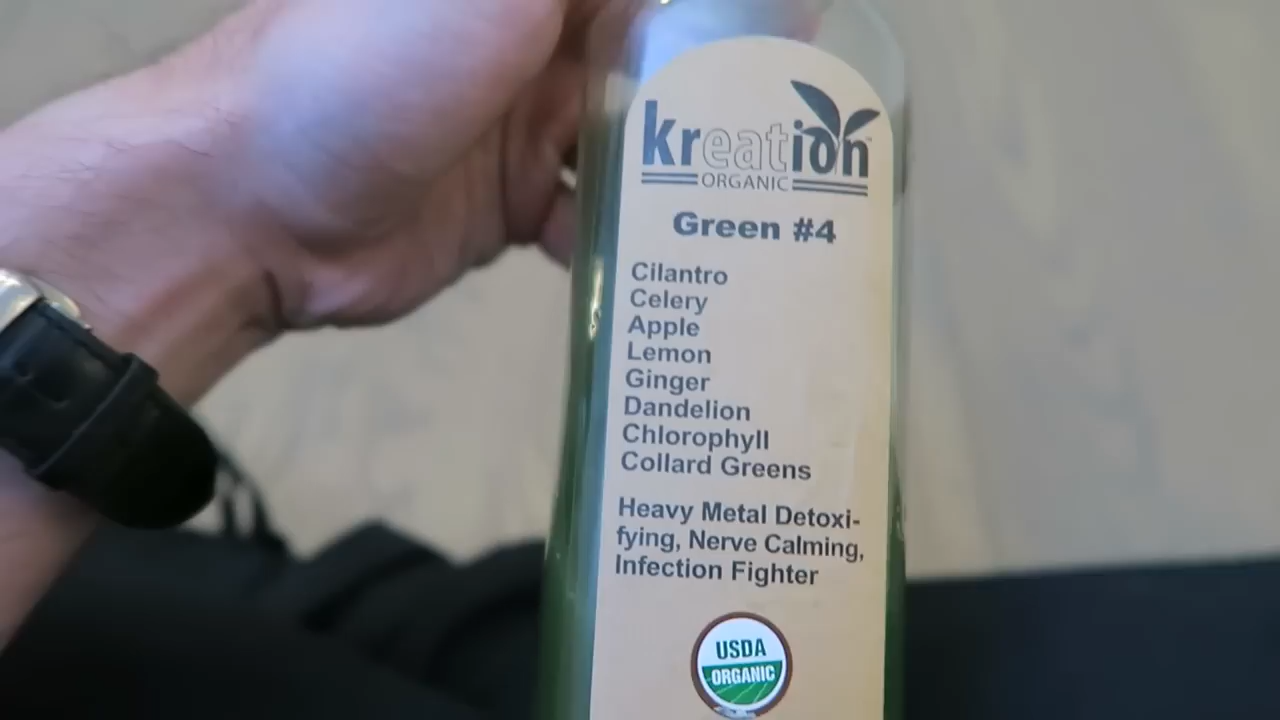 kreation
ORGANIC
Green #4
Cilantro
Celery
Apple
Lemon
Ginger
Dandelion
Chlorophyll
Collard Greens
Heavy Metal Detoxi-
fying, Nerve Calming,
Infection Fighter
USDA
ORGANIC